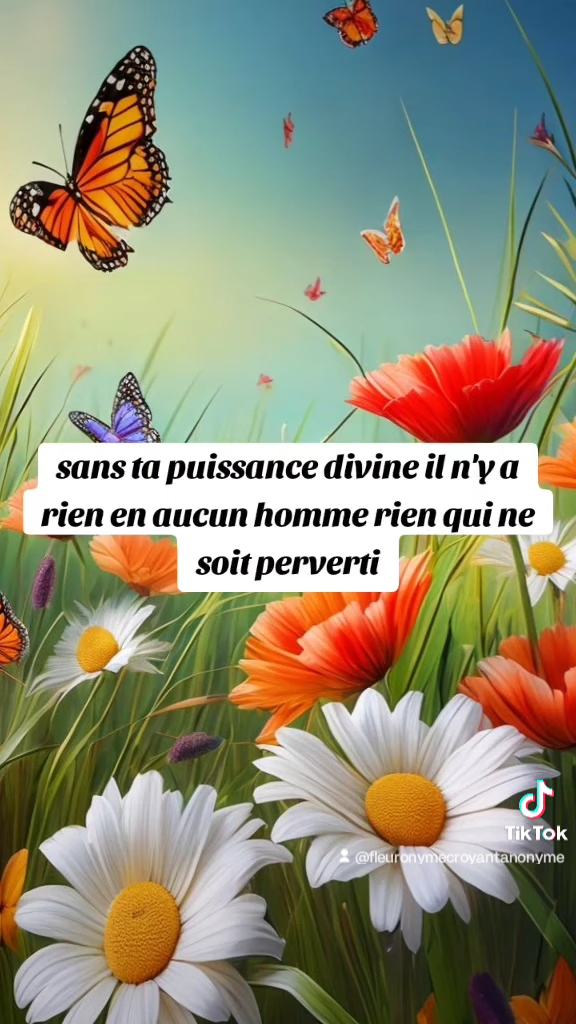 sans ta puissance divine il n'y a
rien en aucun homme rien qui ne
soit perverti
TikTok
@fleuronymecroyantanonyme